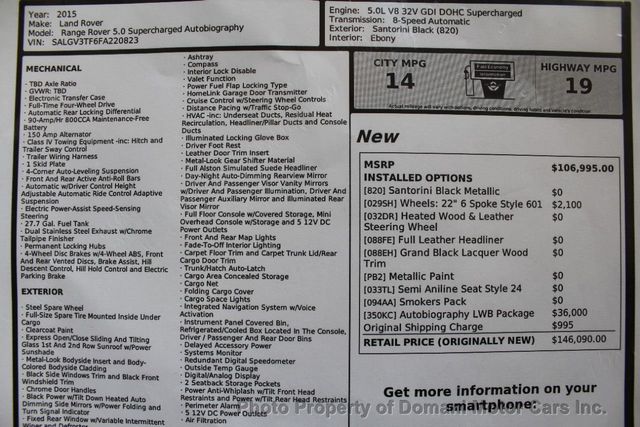 Year: 2015
Make: Land Rover
Model: Range Rover 5.0 Supercharged Autobiography
VIN: SALGV3TF6FA220823
Engine: 5.0L V8 32V GDI DOHC Supercharged
Transmission: 8-Speed Automatic
Exterior: Santorini Black (820)
Interior: Ebony
MECHANICAL
· TBD Axle Ratio
· GVWR: TBD
· Electronic Transfer Case
· Full-Time Four-Wheel Drive
· Automatic Rear Locking Differential
· 90-Amp/Hr 800CCA Maintenance-Free
Battery
· 150 Amp Alternator
· Class IV Towing Equipment -inc: Hitch and
Trailer Sway Control
· Trailer Wiring Harness
· 1 Skid Plate
· 4-Corner Auto-Leveling Suspension
· Front And Rear Active Anti-Roll Bars
· Automatic w/Driver Control Height
Adjustable Automatic Ride Control Adaptive
Suspension
· Electric Power-Assist Speed-Sensing
Steering
· 27.7 Gal. Fuel Tank
· Dual Stainless Steel Exhaust w/Chrome
Tailpipe Finisher
· Permanent Locking Hubs
· 4-Wheel Disc Brakes w/4-Wheel ABS, Front
And Rear Vented Discs, Brake Assist, Hill
Descent Control, Hill Hold Control and Electric
Parking Brake
EXTERIOR
· Steel Spare Wheel
· Full-Size Spare Tire Mounted Inside Under
Cargo
· Clearcoat Paint
· Express Open/Close Sliding And Tilting
Glass 1st And 2nd Row Sunroof w/Power
Sunshade
· Metal-Look Bodyside Insert and Body-
Colored Bodyside Cladding
· Black Side Windows Trim and Black Front
Windshield Trim
· Chrome Door Handles
· Black Power w/Tilt Down Heated Auto
Dimming Side Mirrors w/Power Folding and
Turn Signal Indicator
· Fixed Rear Window w/Variable Intermittent
Wiper and Defroster
· Ashtray
· Compass
· Interior Lock Disable
· Valet Function
· Power Fuel Flap Locking Type
· HomeLink Garage Door Transmitter
· Cruise Control w/Steering Wheel Controls
· Distance Pacing w/Traffic Stop-Go
· HVAC -inc: Underseat Ducts, Residual Heat
Recirculation, Headliner/Pillar Ducts and Console
Ducts
· Illuminated Locking Glove Box
· Driver Foot Rest
· Leather Door Trim Insert
· Metal-Look Gear Shifter Material
· Full Alston Simulated Suede Headliner
· Day-Night Auto-Dimming Rearview Mirror
· Driver And Passenger Visor Vanity Mirrors
w/Driver And Passenger Illumination, Driver And
Passenger Auxiliary Mirror and Illuminated Rear
Visor Mirror
· Full Floor Console w/Covered Storage, Mini
Overhead Console w/Storage and 5 12V DC
Power Outlets
· Front And Rear Map Lights
· Fade-To-Off Interior Lighting
· Carpet Floor Trim and Carpet Trunk Lid/Rear
Cargo Door Trim
· Trunk/Hatch Auto-Latch
· Cargo Area Concealed Storage
· Cargo Net
· Folding Cargo Cover
· Cargo Space Lights
· Integrated Navigation System w/Voice
Activation
· Instrument Panel Covered Bin,
Refrigerated/Cooled Box Located In The Console,
Driver / Passenger And Rear Door Bins
· Delayed Accessory Power
· Systems Monitor
· Redundant Digital Speedometer
· Outside Temp Gauge
· Digital/Analog Display
· 2 Seatback Storage Pockets
· Power Anti-Whiplash w/Tilt Front Head
Restraints and Power w/Tilt Rear Head Restraints
· Perimeter Alarm
· 5 12V DC Power Outlets
· Air Filtration
CITY MPG
14
Fuel Economy
Information
HIGHWAY MPG
19
Actual mileage will vary with options, driving conditions, driving habits and vehicle's condition.
New
MSRP $106,995.00
INSTALLED OPTIONS
[820] Santorini Black Metallic $0
[029SH] Wheels: 22" 6 Spoke Style 601 $2,100
[032DR] Heated Wood & Leather $0
Steering Wheel
[088FE] Full Leather Headliner $0
[088EH] Grand Black Lacquer Wood $0
Trim
[PB2] Metallic Paint $0
[033TL] Semi Aniline Seat Style 24 $0
[094AA] Smokers Pack $0
[350KC] Autobiography LWB Package $36,000
Original Shipping Charge $995
RETAIL PRICE (ORIGINALLY NEW) $146,090.00
Get more information on your
smartphone:
Photo Property of Domani Motor Cars Inc.